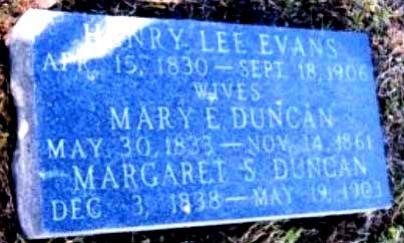 HENRY LEE EVANS
APR. 15, 1830 — SEPT. 18, 1906
WIVES
MARY E. DUNCAN
MAY. 30, 1833 — NOV. 14, 1861
MARGARET S. DUNCAN
DEC. 3, 1838 — MAY 19, 1903